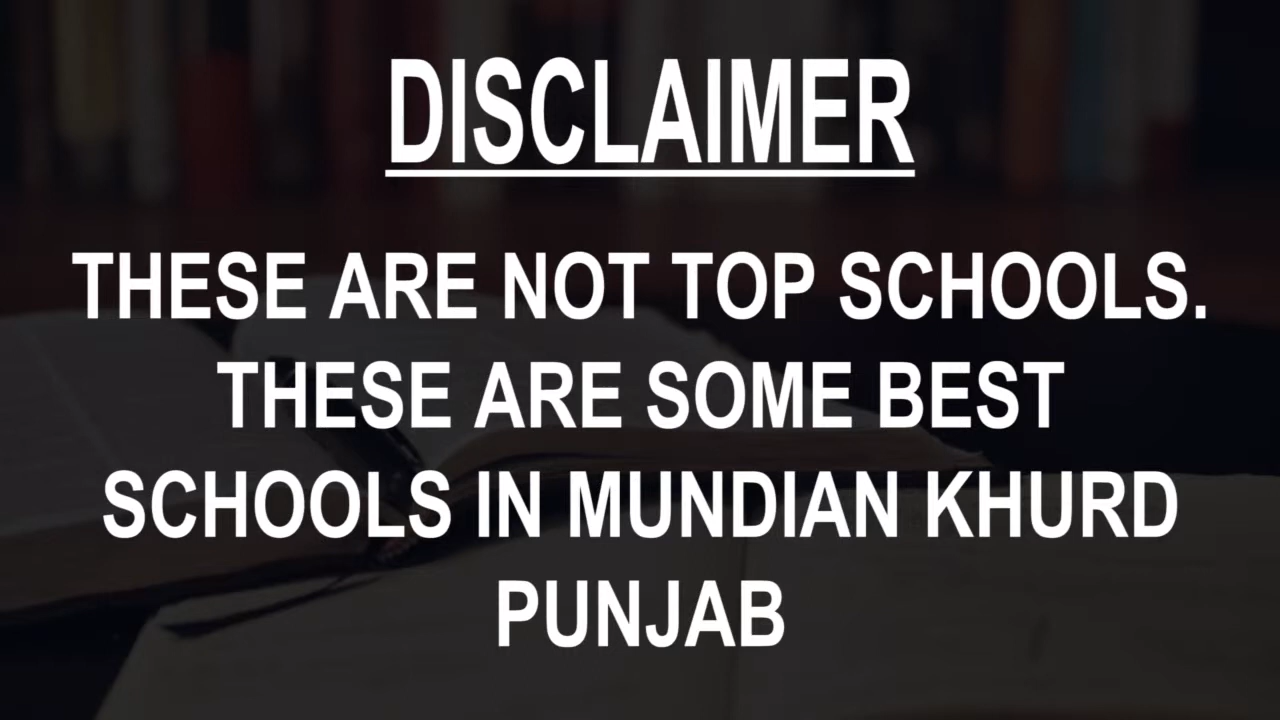 DISCLAIMER
THESE ARE NOT TOP SCHOOLS.
THESE ARE SOME BEST
SCHOOLS IN MUNDIAN KHURD
PUNJAB